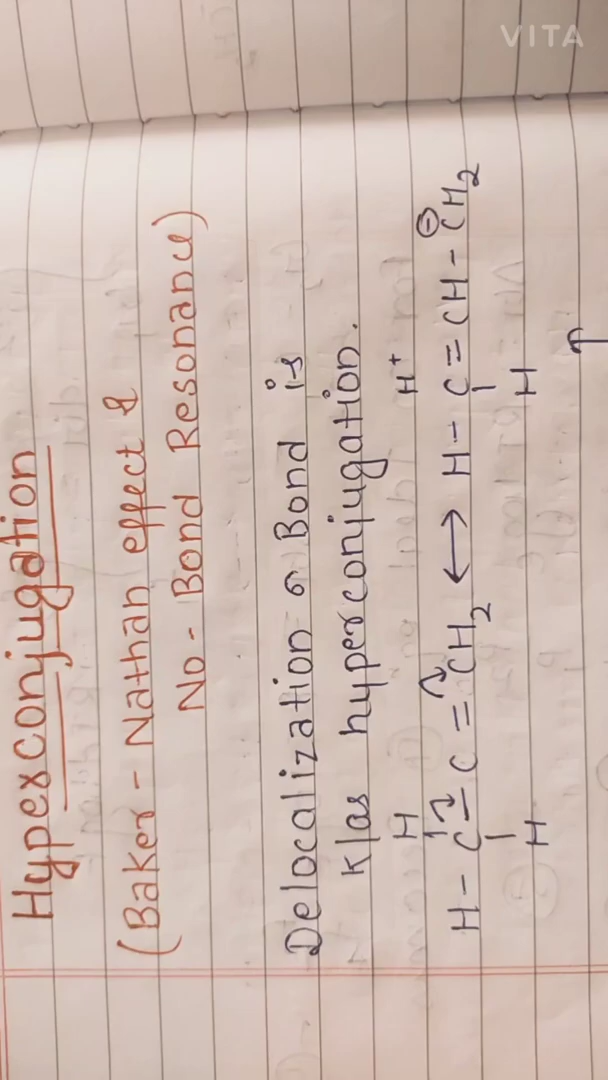 Hyperconjugation
(Baker - Nathan effect &
No - Bond Resonance)
Delocalization σ Bond is
K/as hyperconjugation.
H H⁺
H - C - C = CH₂ ↔ H - C = CH - CH₂ ⊖
H H
VITA